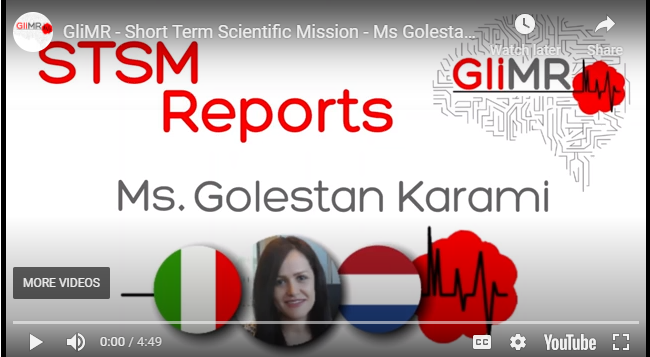 GliMR
GliMR - Short Term Scientific Mission - Ms Golesta...
Watch later
Share
STSM
Reports
GliMR
Ms. Golestan Karami
MORE VIDEOS
0:00 / 4:49
CC
YouTube